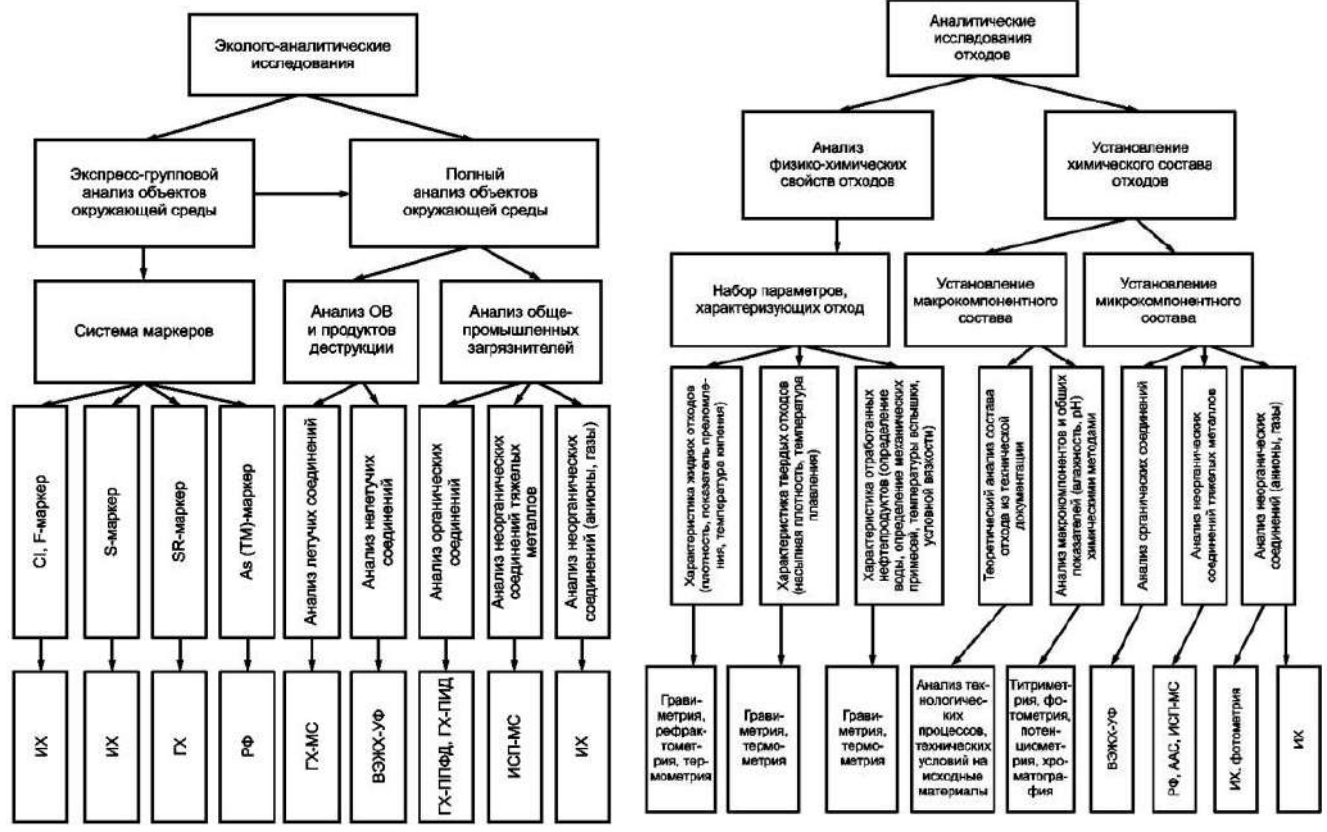 Эколого-аналитические
исследования
Экспресс-групповой
анализ объектов
окружающей среды
Полный
анализ объектов
окружающей среды
Система маркеров
Анализ ОВ
и продуктов
деструкции
Анализ обще-
промышленных
загрязнителей
Cl, F-маркер
S-маркер
SR-маркер
As (TM)-маркер
Анализ летучих соединений
Анализ нелетучих
соединений
Анализ органических
соединений
Анализ неорганических
соединений тяжелых
металлов
Анализ неорганических
соединений (анионы, газы)
ИХ
ИХ
ГХ
РФ
ГХ-МС
ВЭЖХ-УФ
ГХ-ППФД, ГХ-ПИД
ИСП-МС
ИХ
Аналитические
исследования
отходов
Анализ
физико-химических
свойств отходов
Установление
химического состава
отходов
Набор параметров,
характеризующих отход
Установление
макрокомпонентного
состава
Установление
микрокомпонентного
состава
Характеристика жидких отходов
(плотность, показатель преломле-
ния, температура кипения)
Характеристика твердых отходов
(насыпная плотность, температура
плавления)
Характеристика отработанных
нефтепродуктов (определение
воды, определение механических
примесей, температуры вспышки,
условной вязкости)
Теоретический анализ состава
отхода из технической
документации
Анализ макрокомпонентов и общих
показателей (влажность, pH)
химическими методами
Анализ органических соединений
Анализ неорганических
соединений тяжелых металлов
Анализ неорганических
соединений (анионы, газы)
Грави-
метрия,
рефрак-
томет-
рия, тер-
мометрия
Грави-
метрия,
термо-
метрия
Грави-
метрия,
термо-
метрия
Анализ тех-
нологичес-
ких
процессов,
технических
условий на
исходные
материалы
Титримет-
рия, фо-
тометрия,
потен-
циомет-
рия, хро-
матогра-
фия
ВЭЖХ-УФ
РФ, ААС, ИСП-МС
ИХ, фотометрия
ИХ